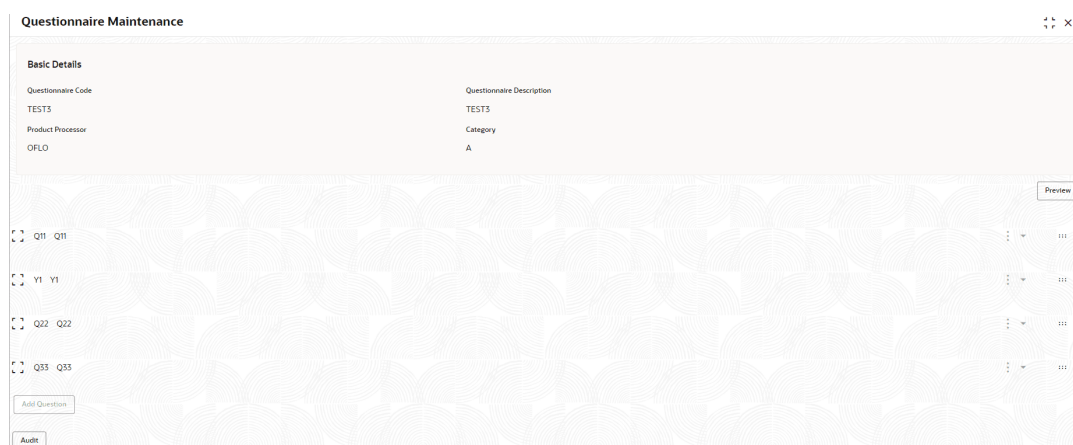 Questionnaire Maintenance
Basic Details
Questionnaire Code
Questionnaire Description
TEST3
TEST3
Product Processor
Category
OFLO
A
Preview
Q11 Q11
Y1 Y1
Q22 Q22
Q33 Q33
Add Question
Audit